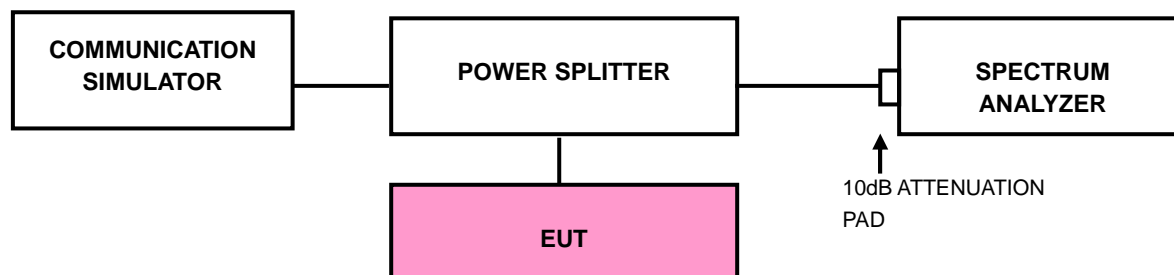 COMMUNICATION
SIMULATOR
POWER SPLITTER
SPECTRUM
ANALYZER
10dB ATTENUATION
PAD
EUT